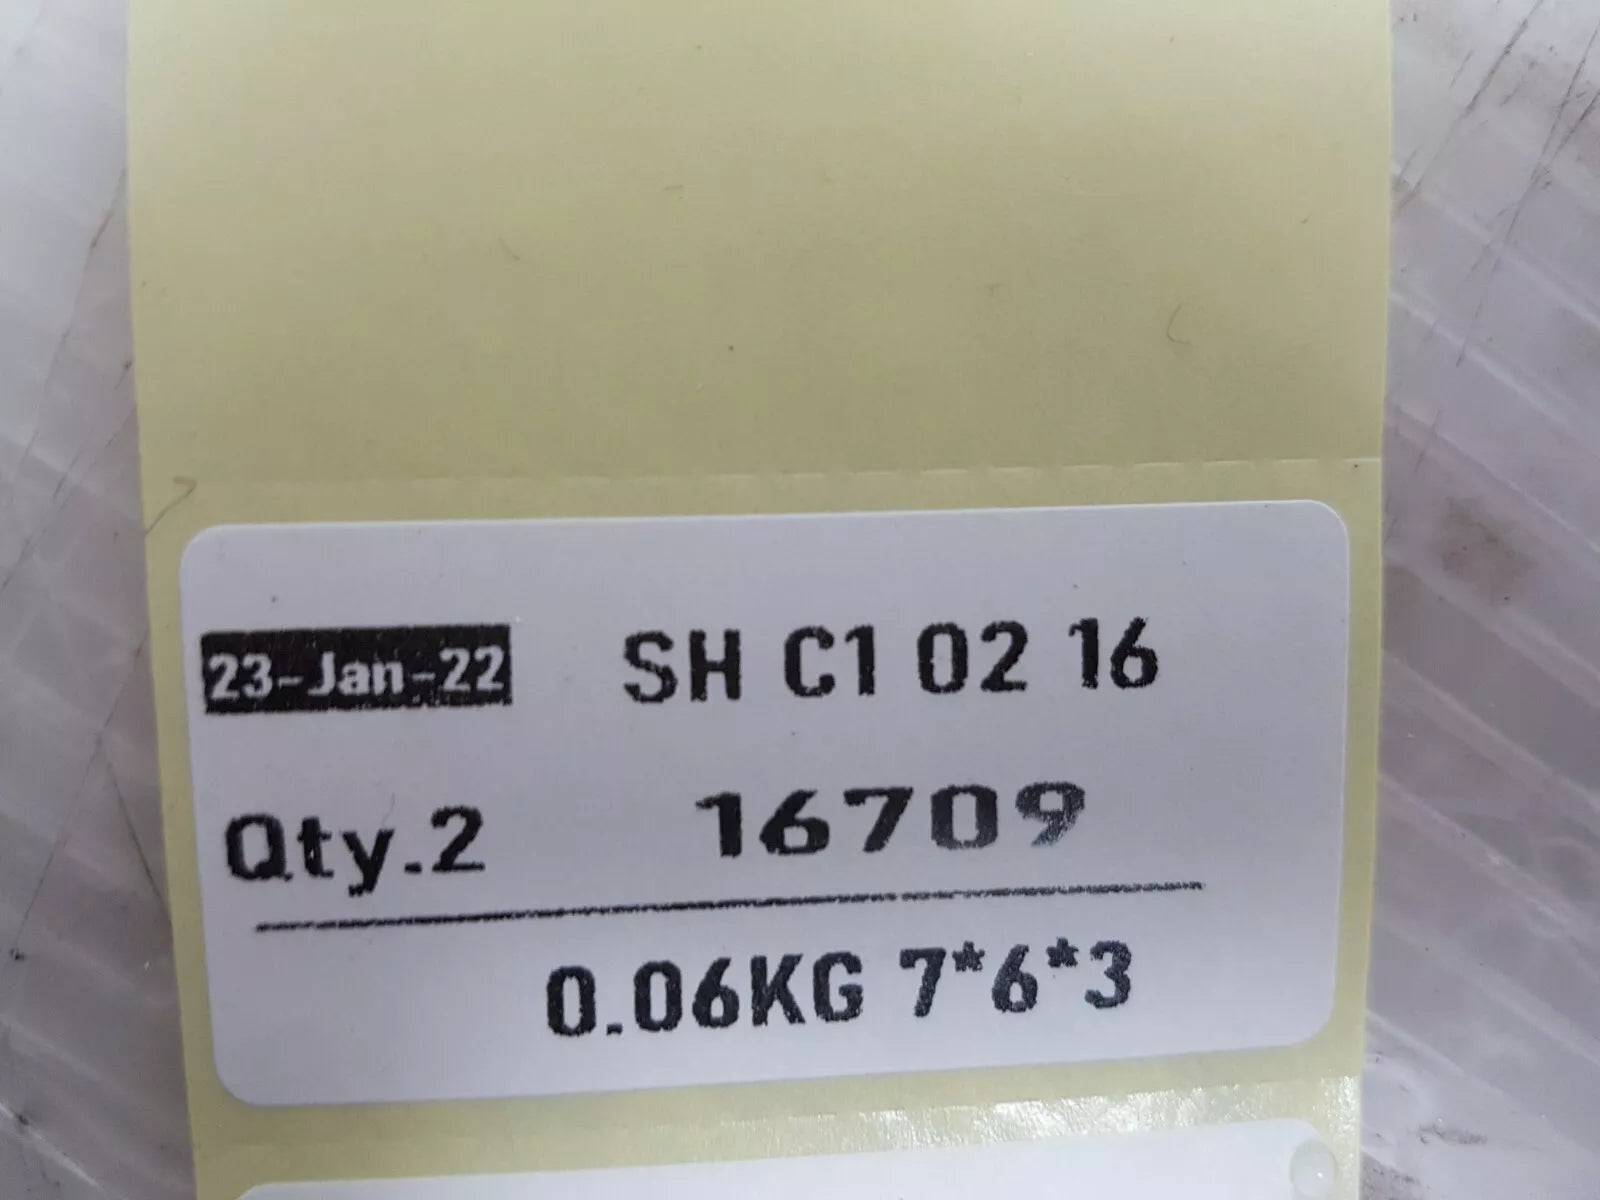 23-Jan-22 SH C1 02 16
Qty.2 16709
0.06KG 7*6*3